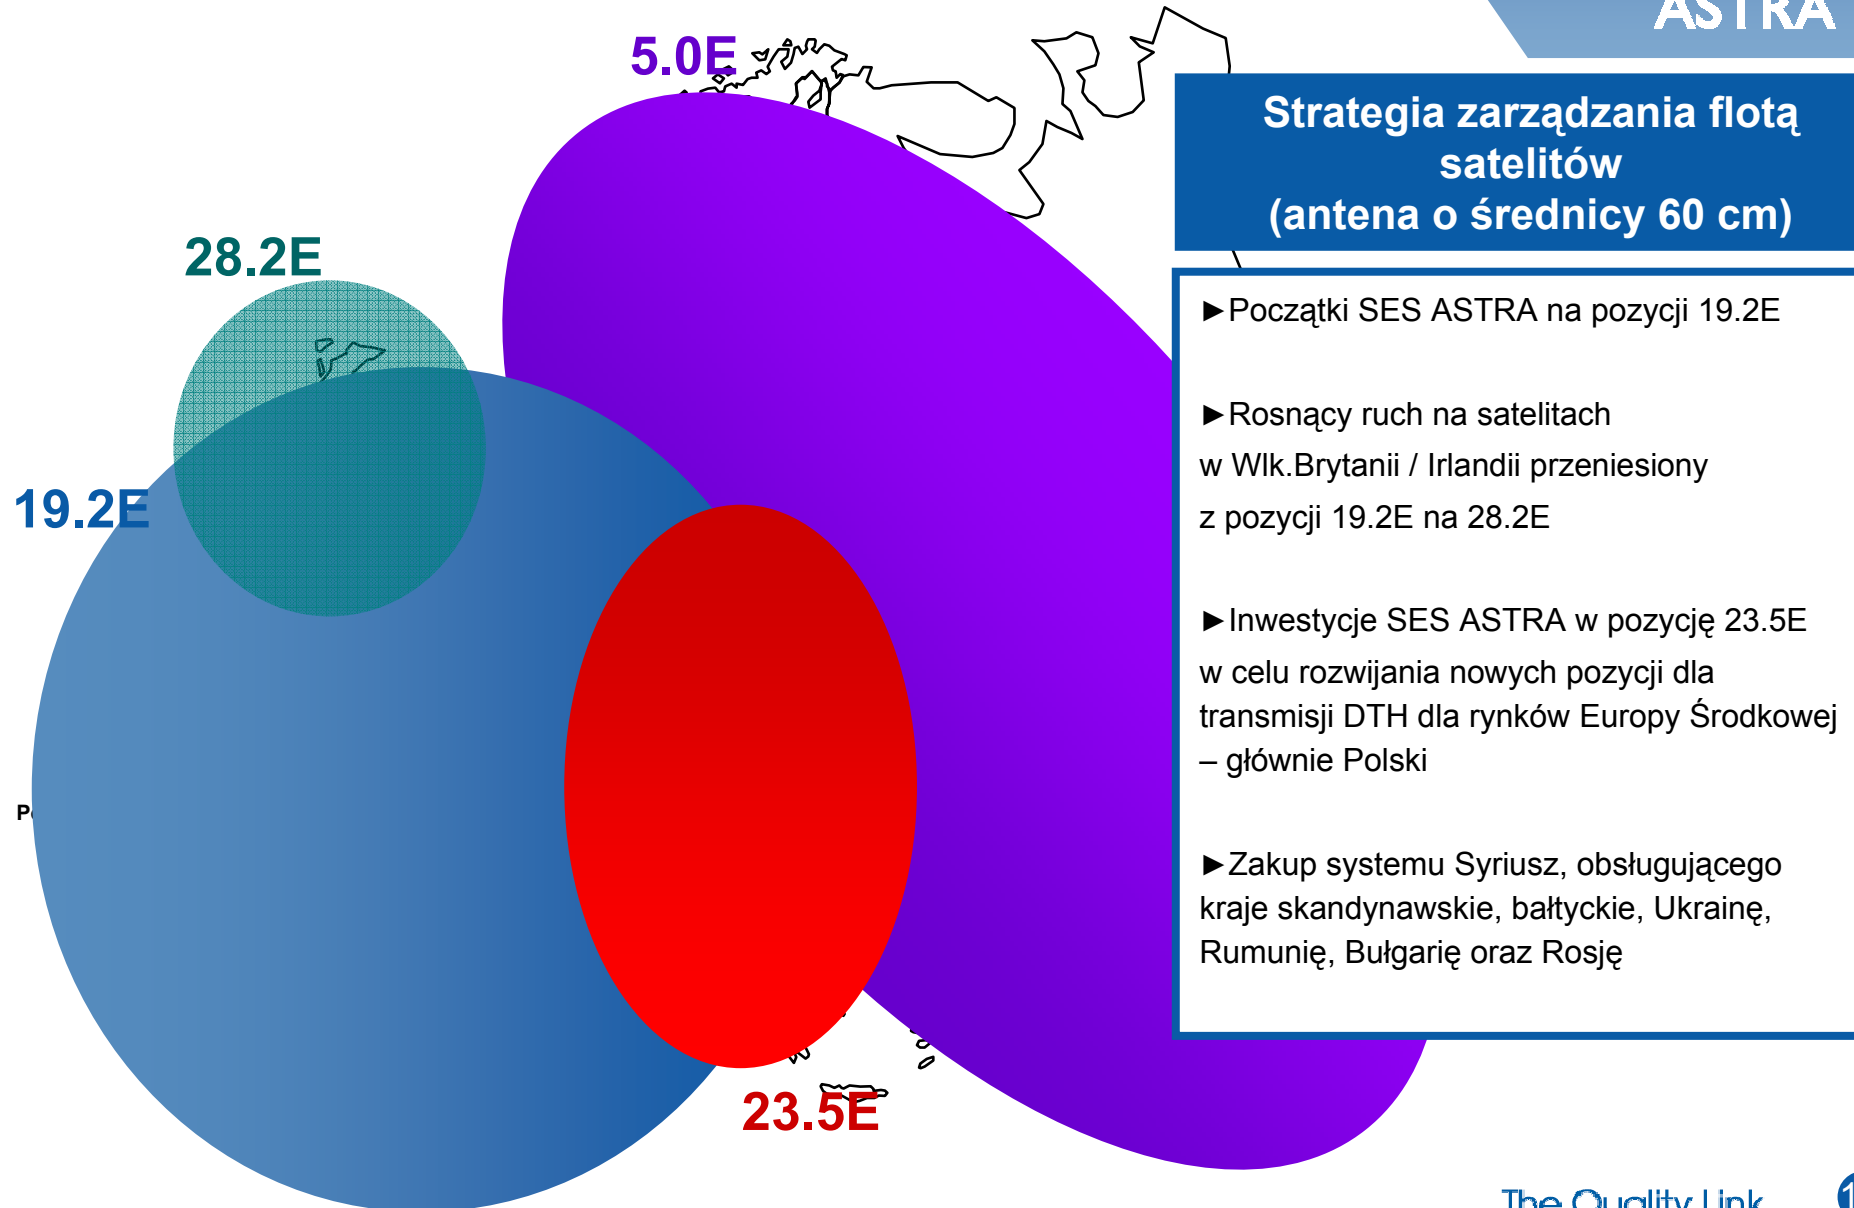 ASTRA
5.0E
Strategia zarządzania flotą
satelitów
(antena o średnicy 60 cm)
28.2E
►Początki SES ASTRA na pozycji 19.2E
►Rosnący ruch na satelitach
w Wlk.Brytanii / Irlandii przeniesiony
z pozycji 19.2E na 28.2E
19.2E
►Inwestycje SES ASTRA w pozycję 23.5E
w celu rozwijania nowych pozycji dla
transmisji DTH dla rynków Europy Środkowej
– głównie Polski
►Zakup systemu Syriusz, obsługującego
kraje skandynawskie, bałtyckie, Ukrainę,
Rumunię, Bułgarię oraz Rosję
23.5E
The Quality Link